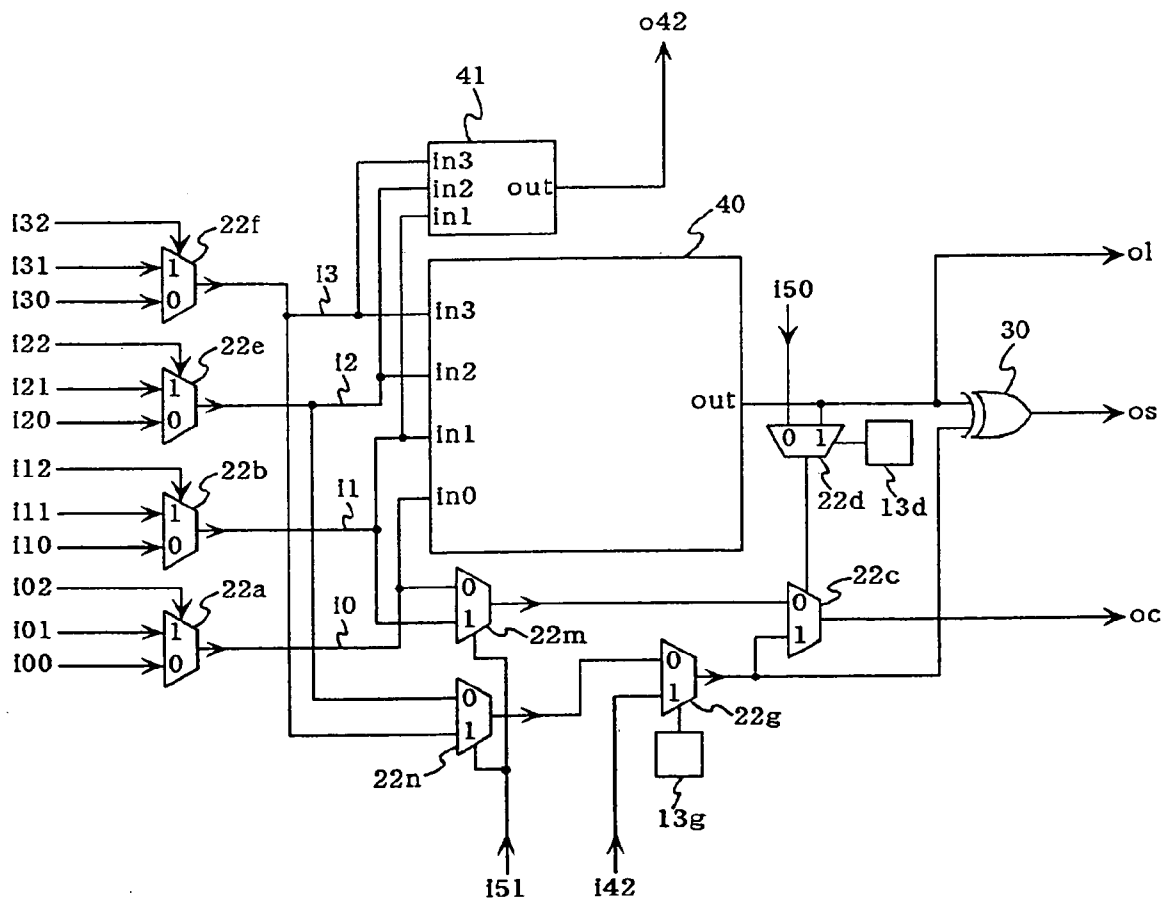 o42
41
in3
in2
in1
out
40
i32
22f
i31
1
i30
0
i3
ol
i50
in3
30
i22
22e
i21
1
i20
0
i2
in2
out
0 1
os
in1
22d
13d
i12
22b
i11
1
i10
0
i1
in0
i02
22a
i01
1
i00
0
i0
0
1
22m
0
1
22c
oc
0
1
22g
0
1
22n
13g
i51
i42